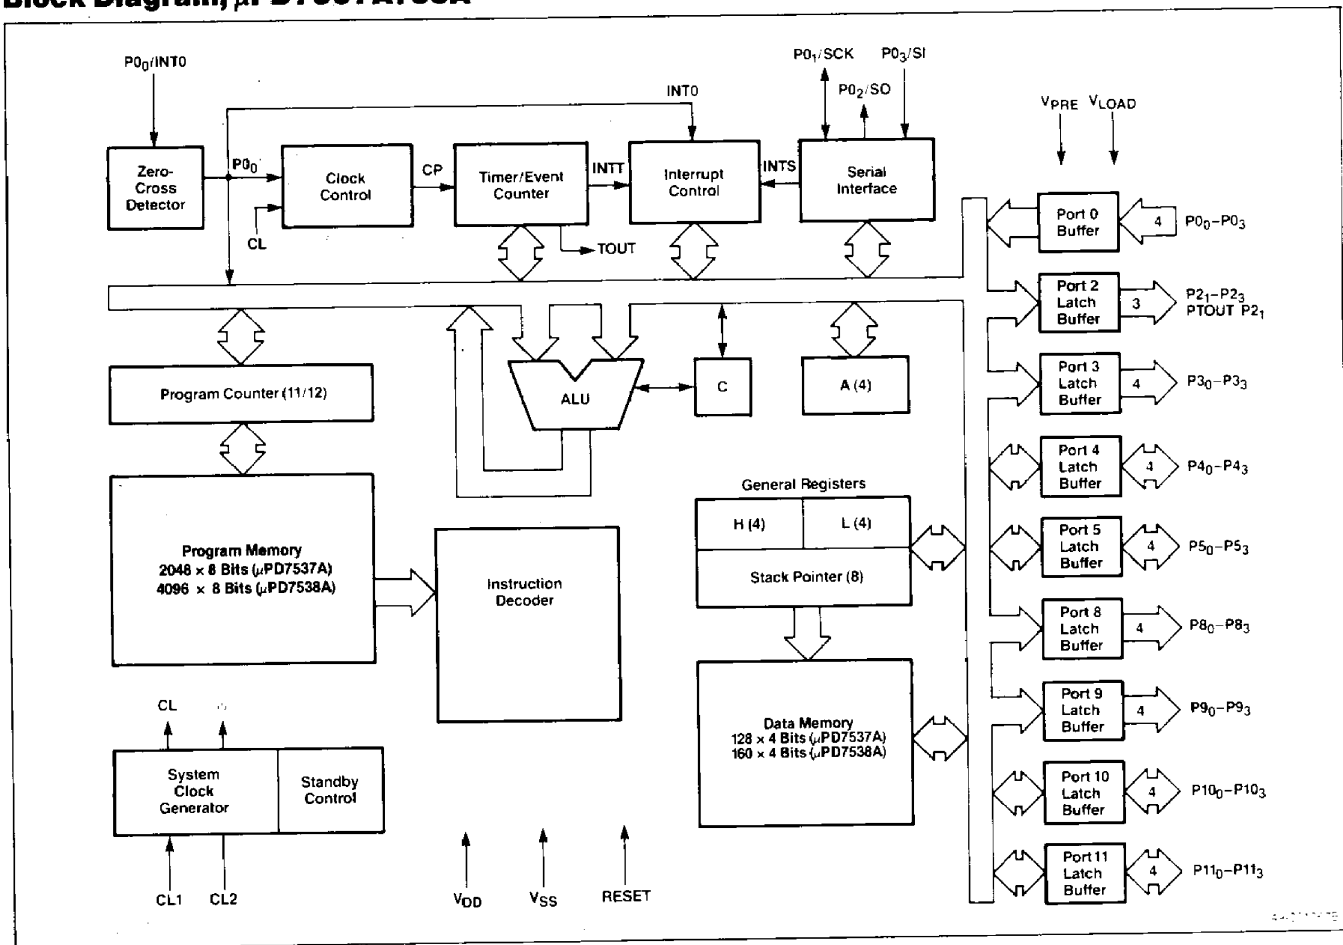 Block Diagram, μPD7537A/7538A
P0₀/INT0
P0₁/SCK
P0₃/SI
P0₂/SO
INT0
V_PRE
V_LOAD
Zero-
Cross
Detector
P0₀
Clock
Control
CP
Timer/Event
Counter
INTT
Interrupt
Control
INTS
Serial
Interface
CL
TOUT
Port 0
Buffer
4
P0₀–P0₃
Port 2
Latch
Buffer
3
P2₁–P2₃
PTOUT P2₁
Port 3
Latch
Buffer
4
P3₀–P3₃
Program Counter (11/12)
ALU
C
A (4)
Port 4
Latch
Buffer
4
P4₀–P4₃
General Registers
H (4)
L (4)
Stack Pointer (8)
Port 5
Latch
Buffer
4
P5₀–P5₃
Program Memory
2048 × 8 Bits (μPD7537A)
4096 × 8 Bits (μPD7538A)
Instruction
Decoder
Port 8
Latch
Buffer
4
P8₀–P8₃
Data Memory
128 × 4 Bits (μPD7537A)
160 × 4 Bits (μPD7538A)
Port 9
Latch
Buffer
4
P9₀–P9₃
CL
System
Clock
Generator
Standby
Control
Port 10
Latch
Buffer
4
P10₀–P10₃
CL1
CL2
V_DD
V_SS
RESET
Port 11
Latch
Buffer
4
P11₀–P11₃